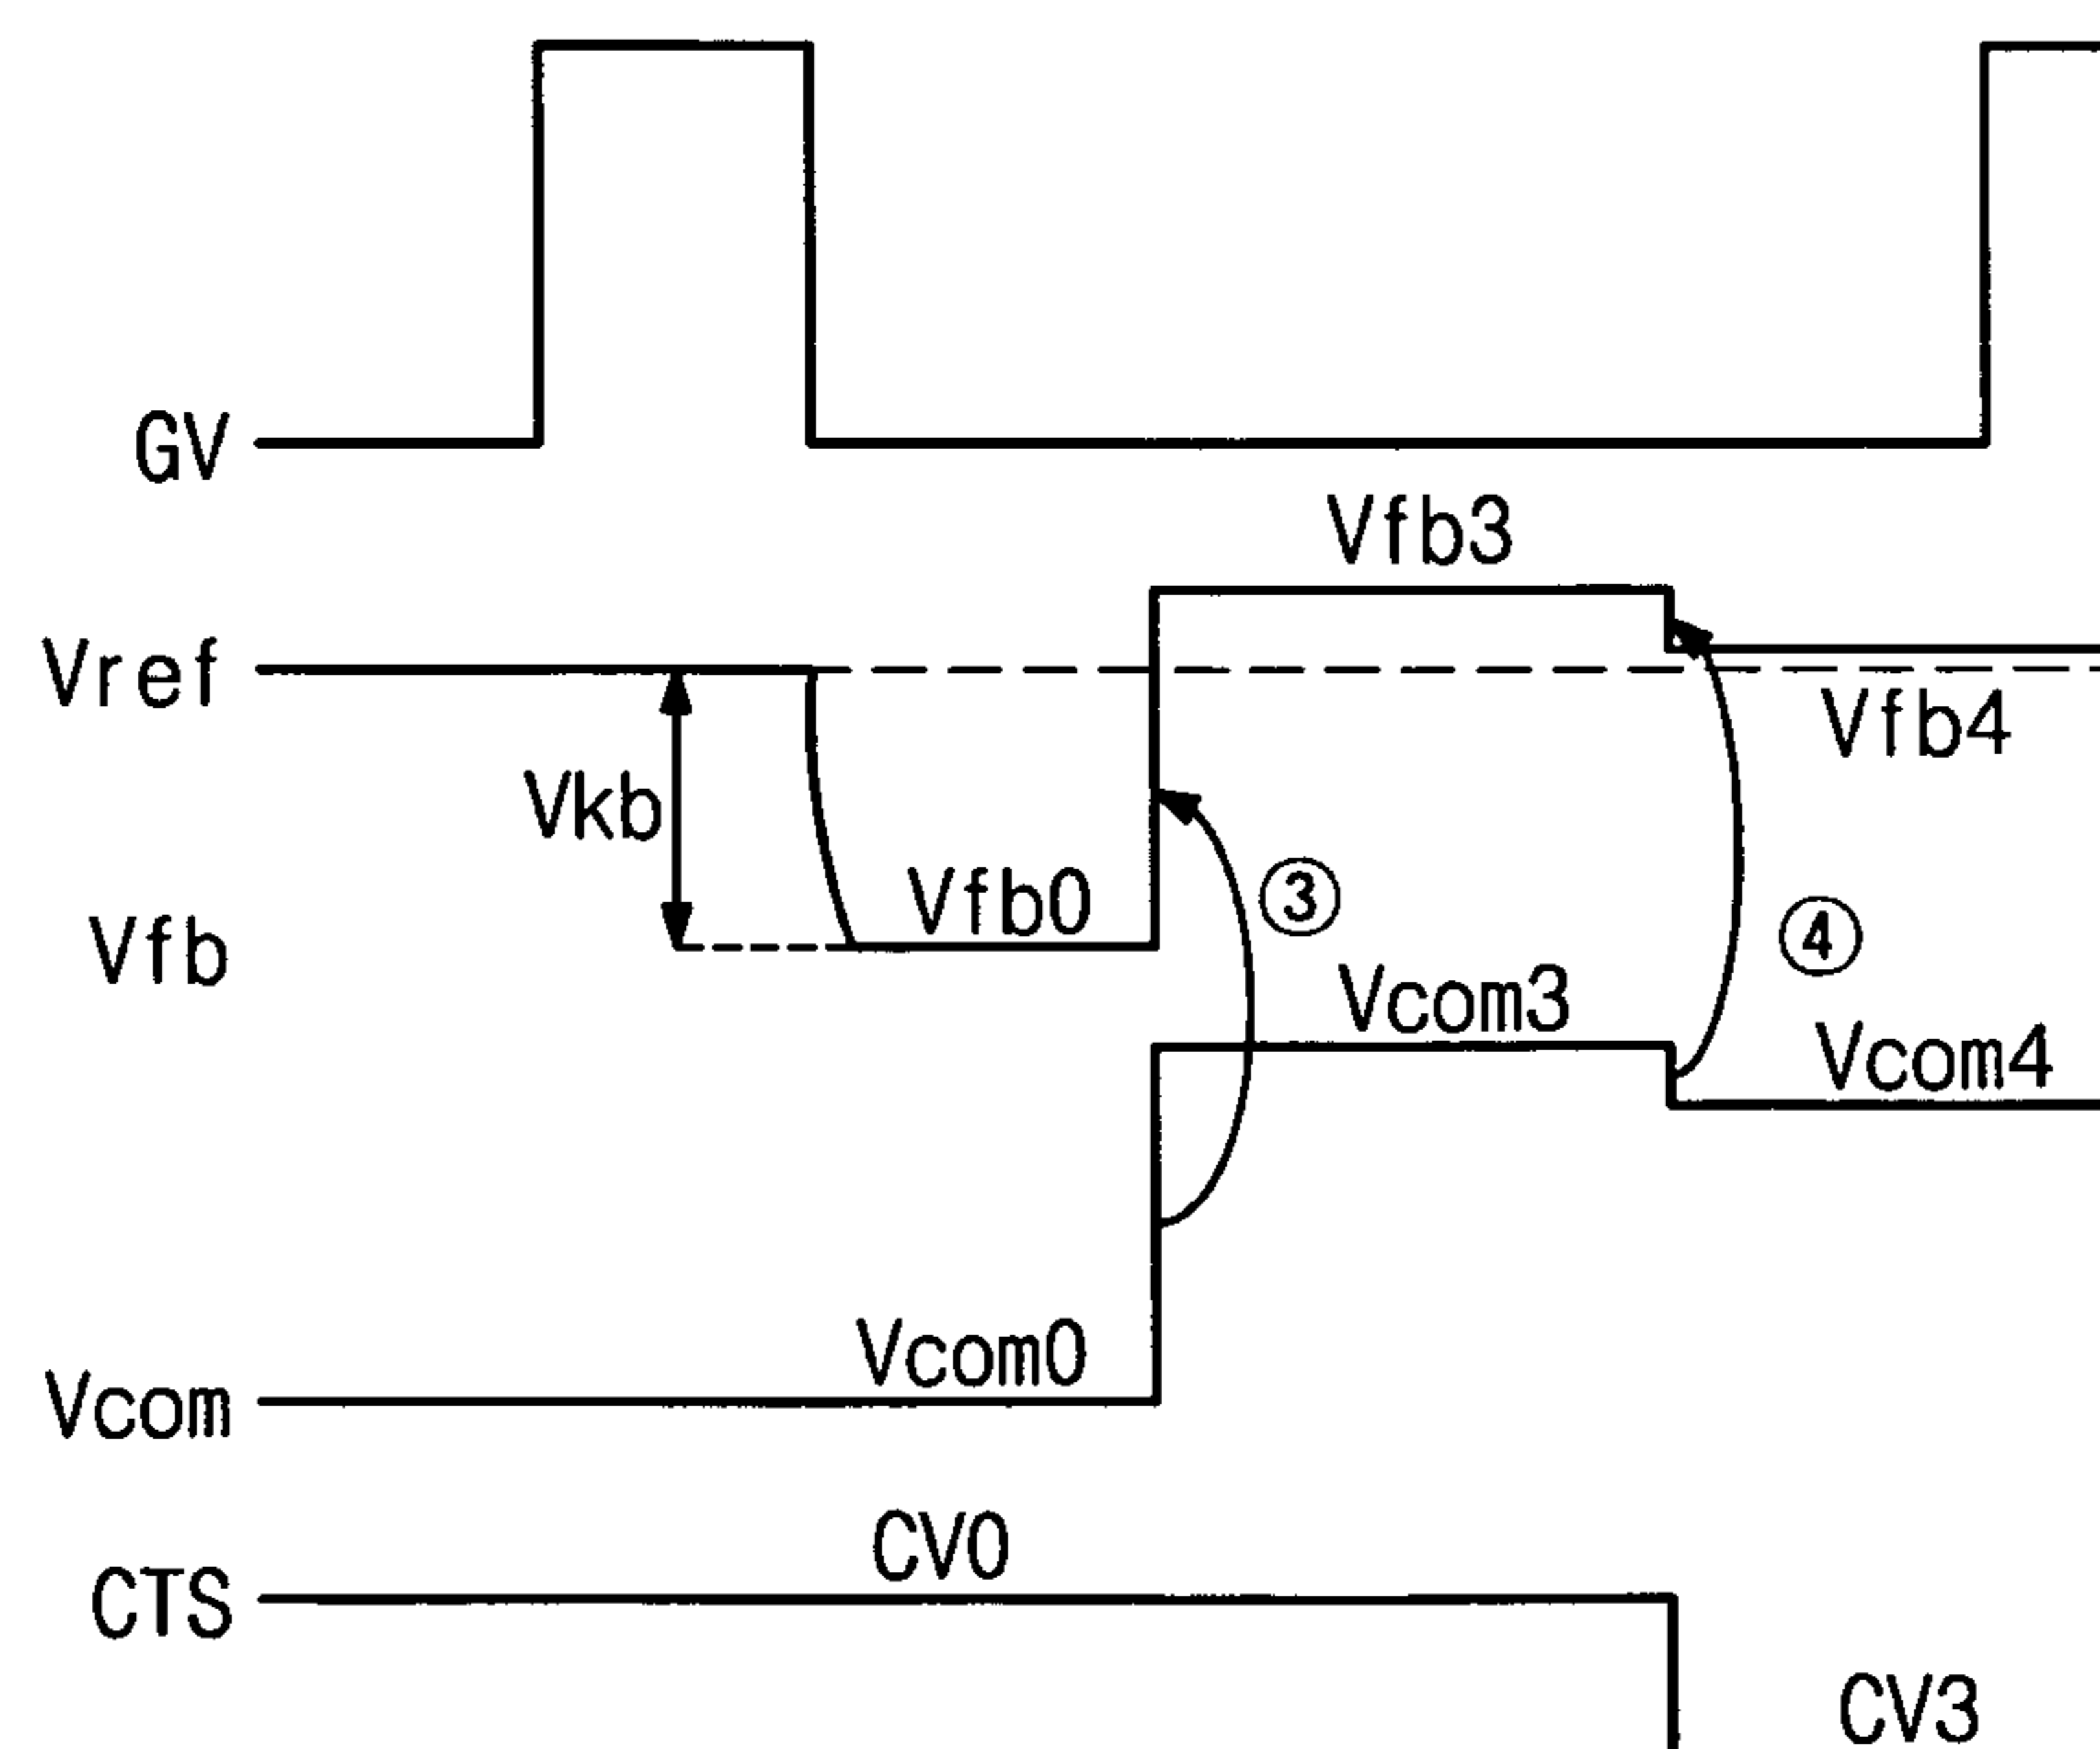 GV
Vfb3
Vref
Vfb4
Vkb
Vfb0
③
Vfb
④
Vcom3
Vcom4
Vcom0
Vcom
CV0
CTS
CV3